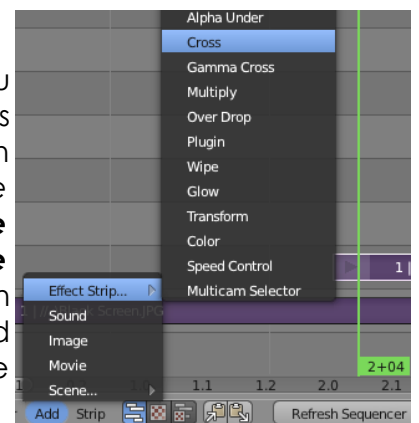 Alpha Under
Cross
Gamma Cross
Multiply
Over Drop
Plugin
Wipe
Glow
Transform
Color
Speed Control
Multicam Selector
1 |
Effect Strip...
Sound
Image
Movie
Scene...
Screen.JPG
2+04
1.1 1.2 2.0 2.1
Add Strip Refresh Sequencer